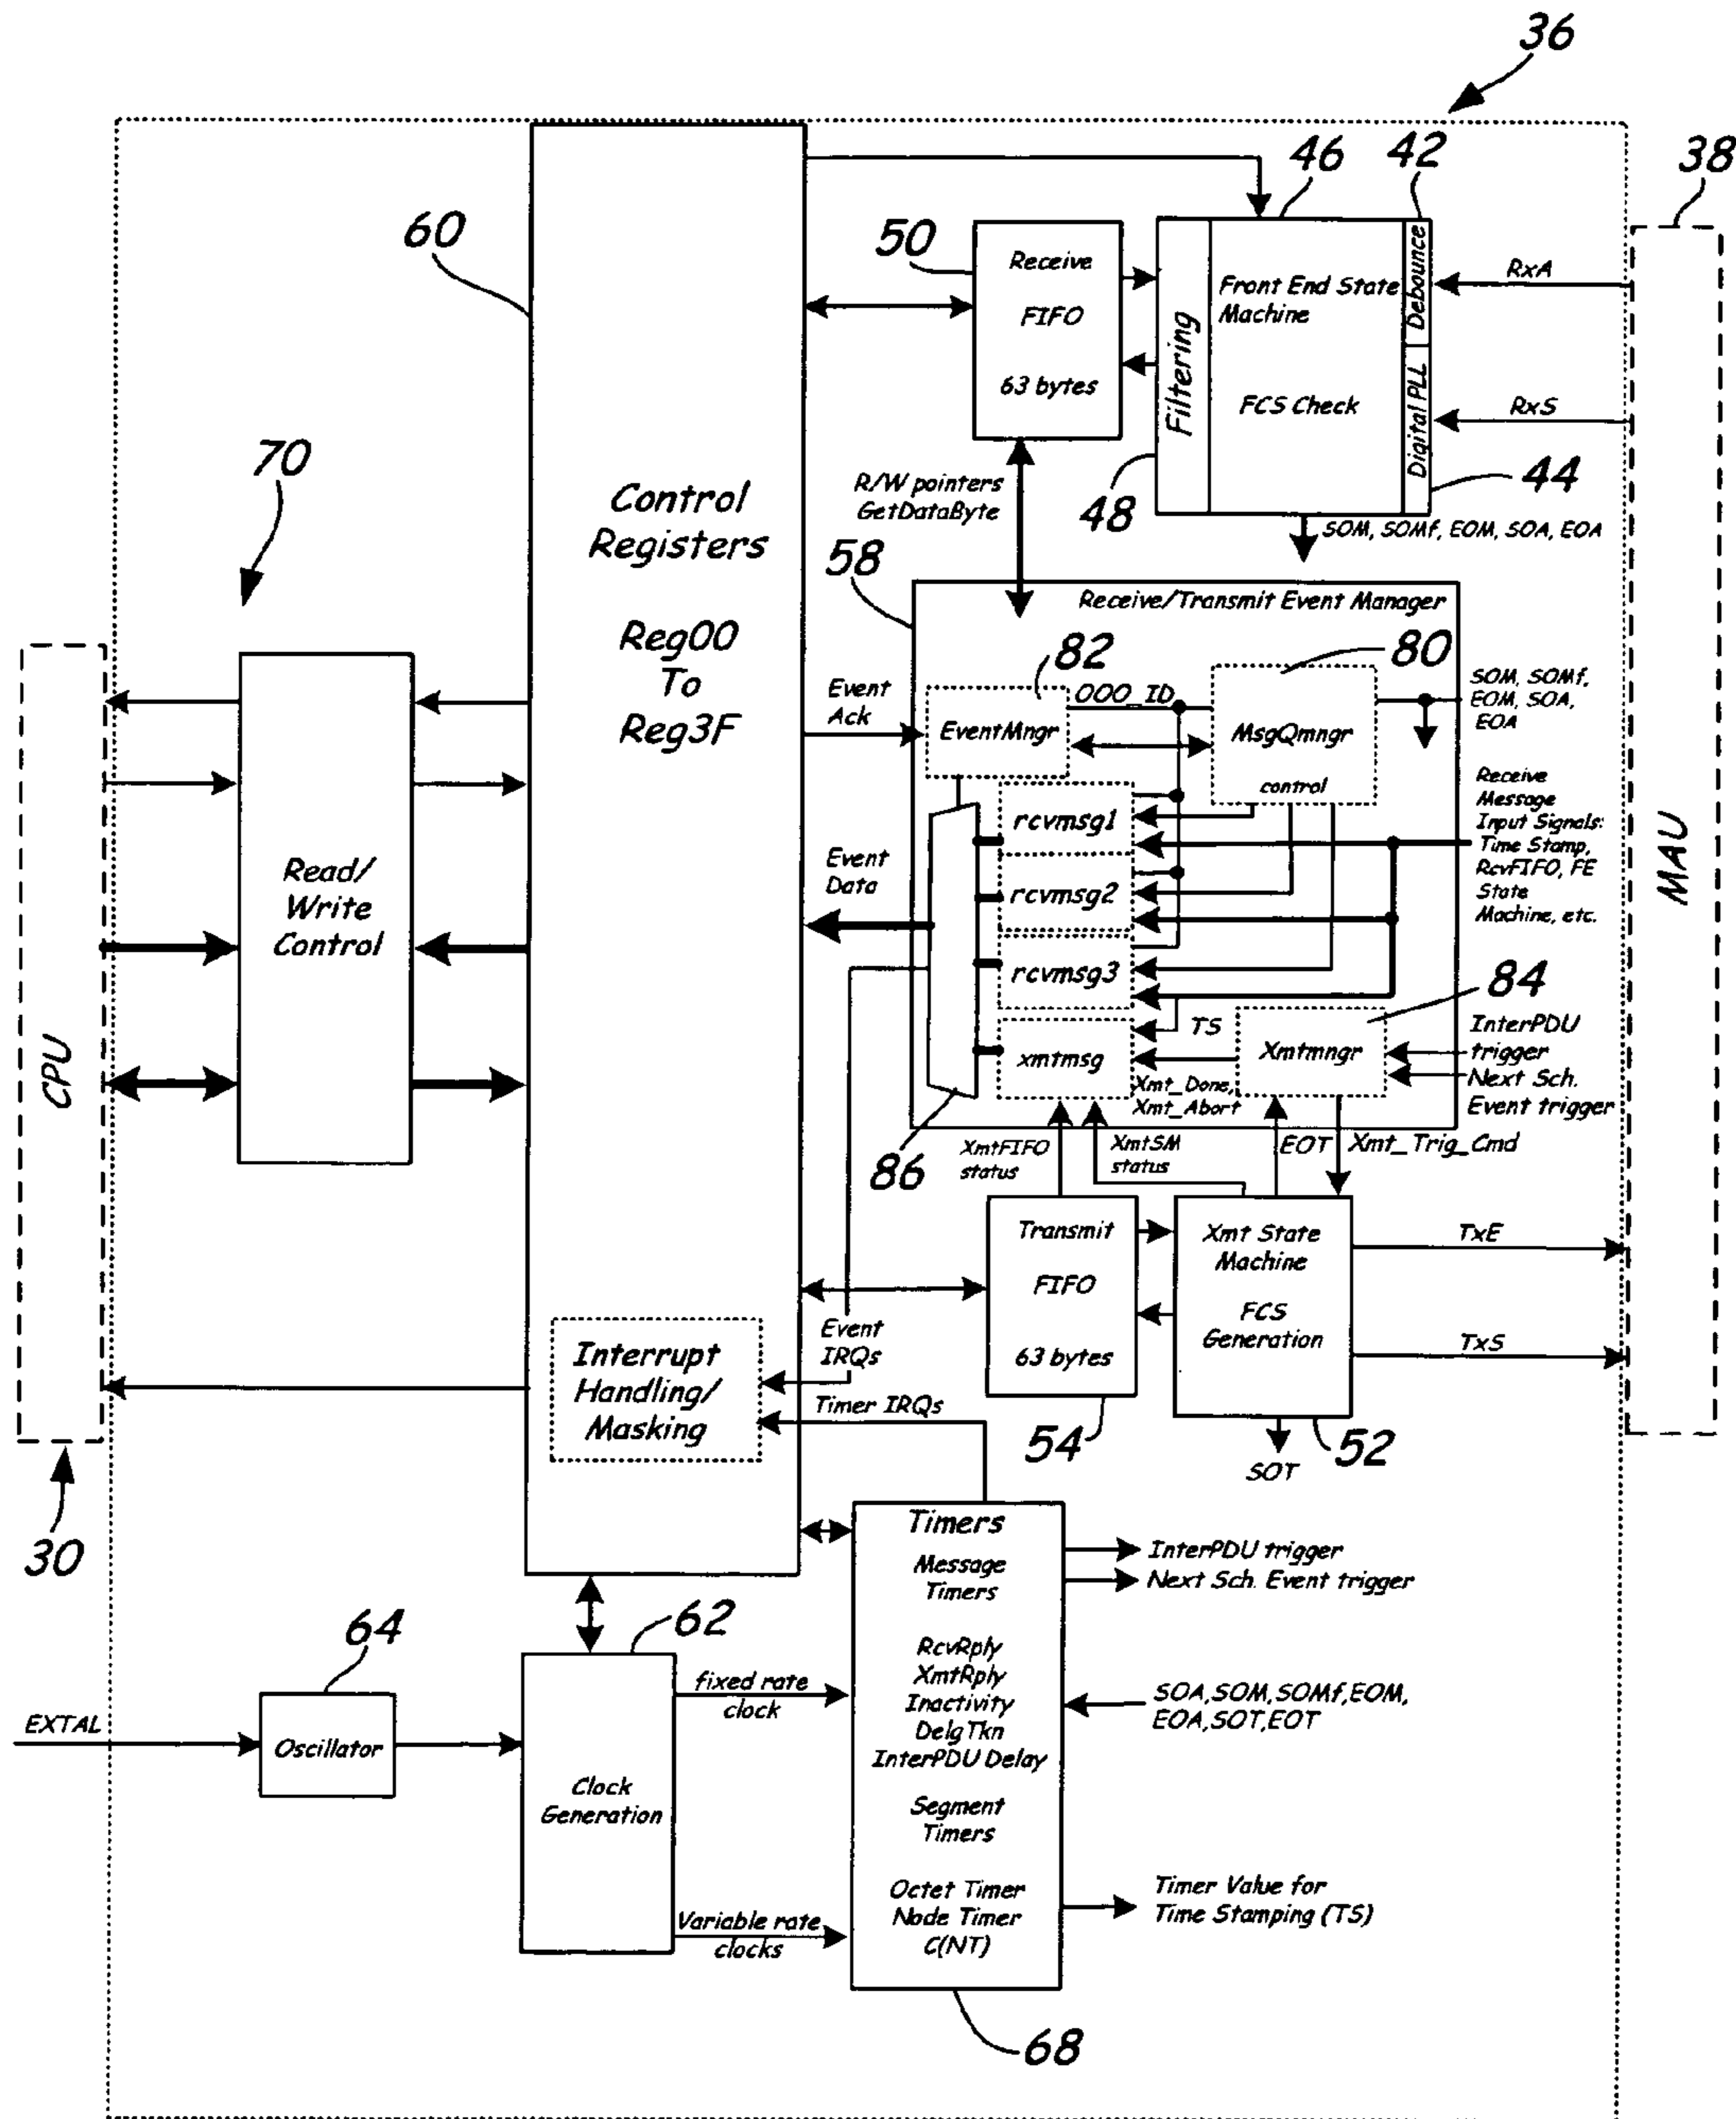 36
46
42
38
60
50
Receive
FIFO
63 bytes
Filtering
Front End State
Machine
FCS Check
Debounce
Digital PLL
RxA
RxS
44
48
70
R/W pointers
GetDataByte
SOM, SOMf, EOM, SOA, EOA
Control
Registers
Reg00
To
Reg3F
58
Receive/Transmit Event Manager
82
80
OOO_ID
Event
Ack
EventMngr
MsgQmngr
control
SOM, SOMf,
EOM, SOA,
EOA
Receive
Message
Input Signals:
Time Stamp,
RcvFIFO, FE
State
Machine, etc.
rcvmsg1
rcvmsg2
rcvmsg3
xmtmsg
Event
Data
Read/
Write
Control
CPU
MAU
84
TS
Xmtmngr
InterPDU
trigger
Next Sch.
Event trigger
Xmt_Done,
Xmt_Abort
86
XmtFIFO
status
XmtSM
status
EOT
Xmt_Trig_Cmd
Transmit
FIFO
63 bytes
Xmt State
Machine
FCS
Generation
TxE
TxS
Event
IRQs
Interrupt
Handling/
Masking
Timer IRQs
54
52
SOT
30
Timers
Message
Timers
RcvRply
XmtRply
Inactivity
DelgTkn
InterPDU Delay
Segment
Timers
Octet Timer
Node Timer
C(NT)
InterPDU trigger
Next Sch. Event trigger
64
62
fixed rate
clock
SOA,SOM,SOMf,EOM,
EOA,SOT,EOT
EXTAL
Oscillator
Clock
Generation
Variable rate
clocks
Timer Value for
Time Stamping (TS)
68